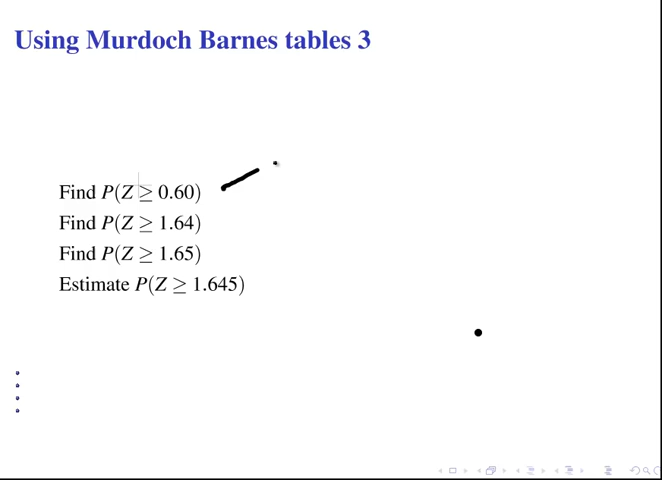 Using Murdoch Barnes tables 3
Find P(Z ≥ 0.60)
Find P(Z ≥ 1.64)
Find P(Z ≥ 1.65)
Estimate P(Z ≥ 1.645)